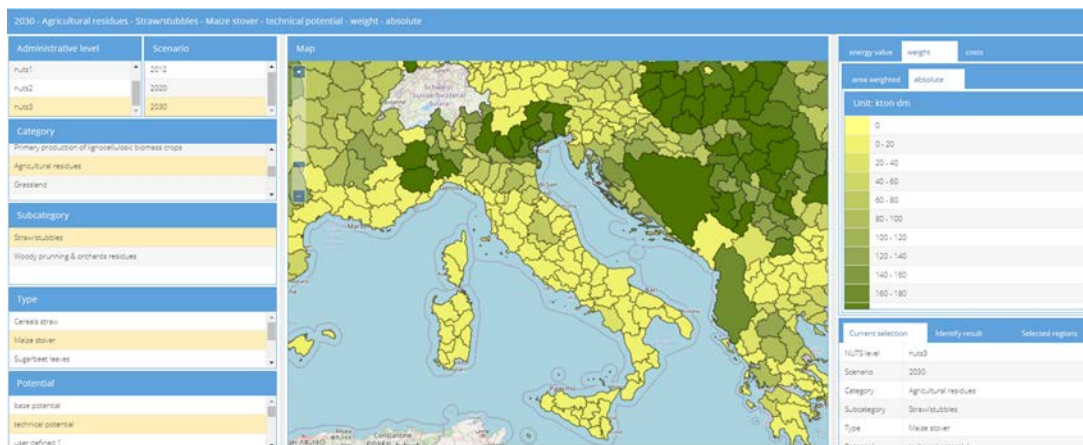 2030 - Agricultural residues - Straw/stubbles - Maize stover - technical potential - weight - absolute
Administrative level
nuts1
nuts2
nuts3
Scenario
2012
2020
2030
Category
Primary production of lignocellulosic biomass crops
Agricultural residues
Grassland
Subcategory
Straw/stubbles
Woody prunning & orchards residues
Type
Cereals straw
Maize stover
Sugarbeet leaves
Potential
base potential
technical potential
user defined 1
Map
energy value weight costs
area weighted absolute
Unit: kton dm
0
0 - 20
20 - 40
40 - 60
60 - 80
80 - 100
100 - 120
120 - 140
140 - 160
160 - 180
Current selection Identify result Selected regions
NUTS level nuts3
Scenario 2030
Category Agricultural residues
Subcategory Straw/stubbles
Type Maize stover